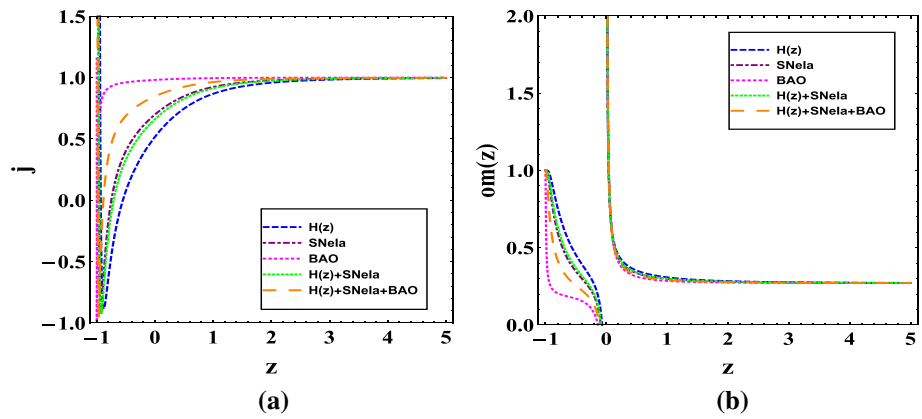 1.5
1.0
0.5
0.0
−0.5
−1.0
j
H(z)
SNeIa
BAO
H(z)+SNeIa
H(z)+SNeIa+BAO
−1 0 1 2 3 4 5
z
(a)
2.0
1.5
1.0
0.5
0.0
om(z)
H(z)
SNeIa
BAO
H(z)+SNeIa
H(z)+SNeIa+BAO
−1 0 1 2 3 4 5
z
(b)